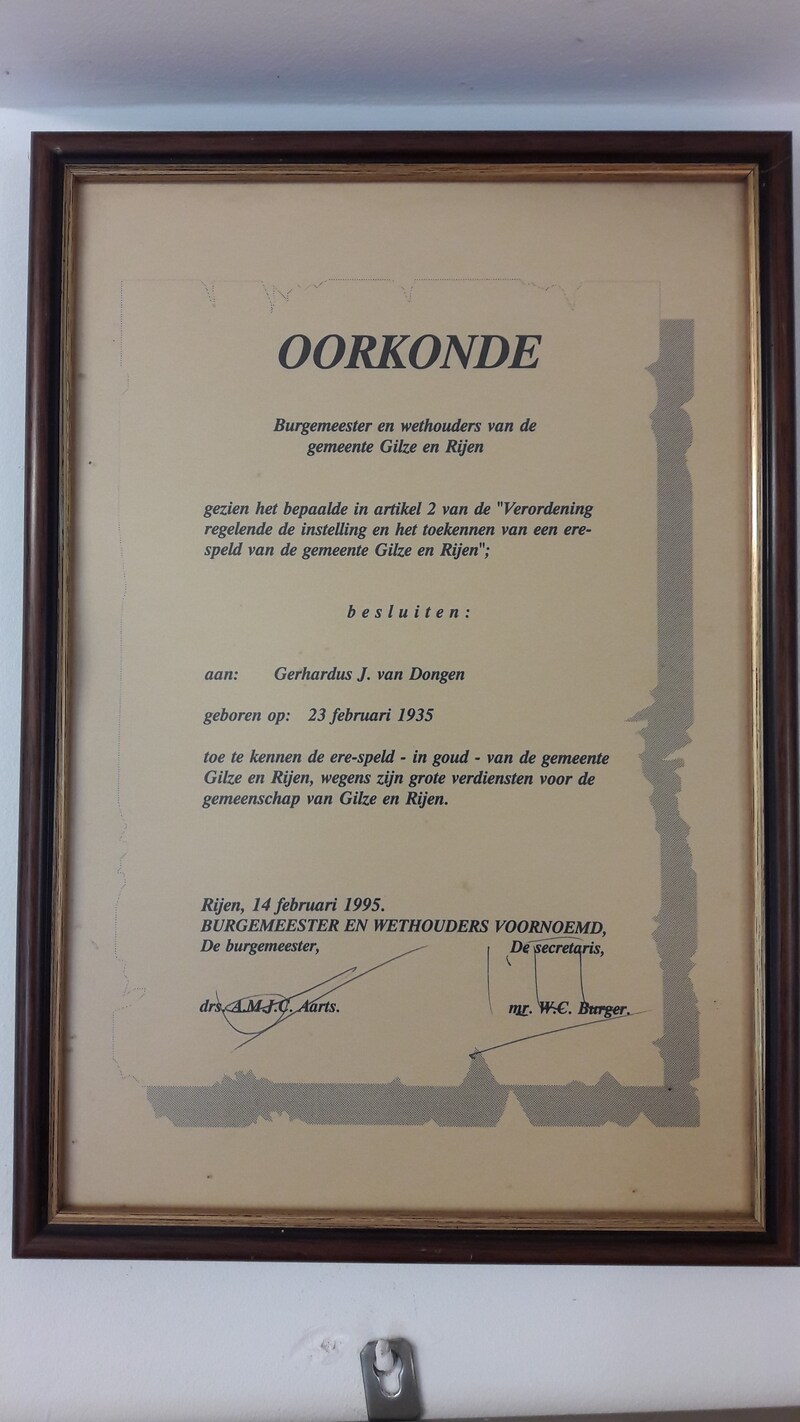 OORKONDE
Burgemeester en wethouders van de
gemeente Gilze en Rijen
gezien het bepaalde in artikel 2 van de "Verordening
regelende de instelling en het toekennen van een ere-
speld van de gemeente Gilze en Rijen";
besluiten:
aan: Gerhardus J. van Dongen
geboren op: 23 februari 1935
toe te kennen de ere-speld - in goud - van de gemeente
Gilze en Rijen, wegens zijn grote verdiensten voor de
gemeenschap van Gilze en Rijen.
Rijen, 14 februari 1995.
BURGEMEESTER EN WETHOUDERS VOORNOEMD,
De burgemeester, De secretaris,
drs. A.M.J.C. Aarts. mr. W.C. Burger.